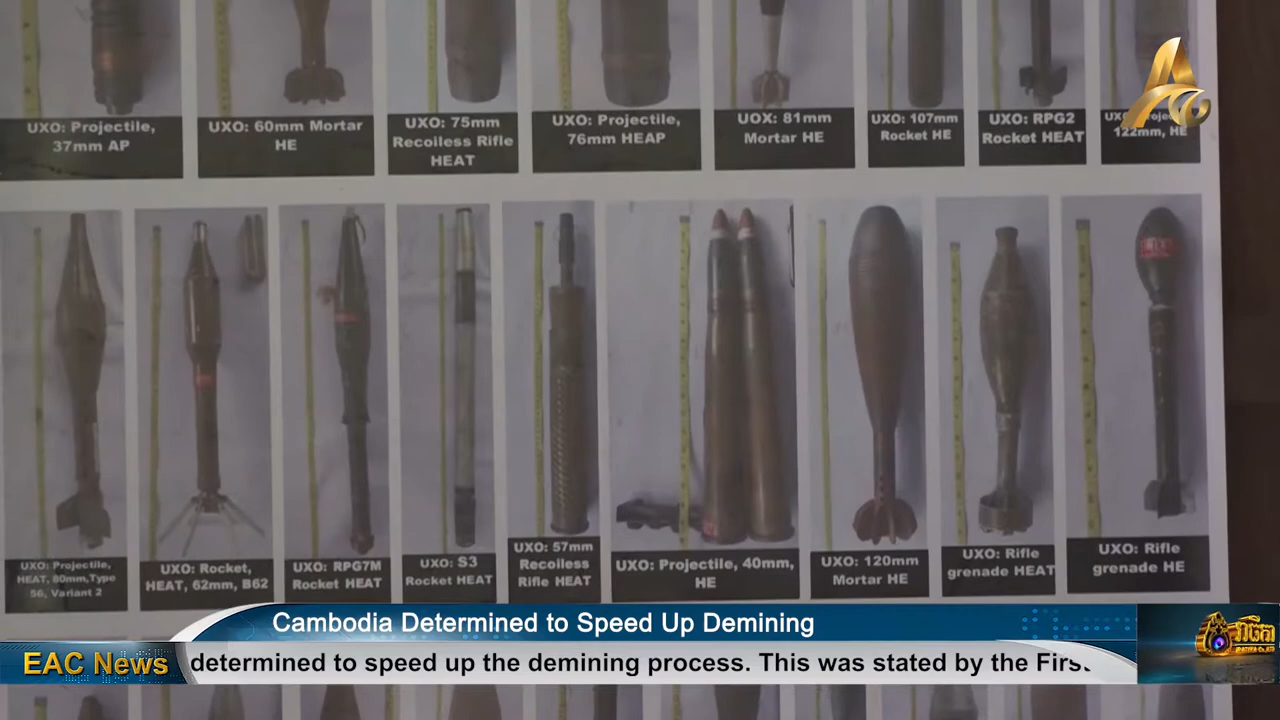 UXO: Projectile,
37mm AP
UXO: 60mm Mortar
HE
UXO: 75mm
Recoiless Rifle
HEAT
UXO: Projectile,
76mm HEAP
UOX: 81mm
Mortar HE
UXO: 107mm
Rocket HE
UXO: RPG2
Rocket HEAT
122mm, HE
UXO: Projectile,
HEAT, 80mm,Type
56, Variant 2
UXO: Rocket,
HEAT, 62mm, B62
UXO: RPG7M
Rocket HEAT
UXO: S3
Rocket HEAT
UXO: 57mm
Recoiless
Rifle HEAT
UXO: Projectile, 40mm,
HE
UXO: 120mm
Mortar HE
UXO: Rifle
grenade HEAT
UXO: Rifle
grenade HE
Cambodia Determined to Speed Up Demining
EAC News
determined to speed up the demining process. This was stated by the First